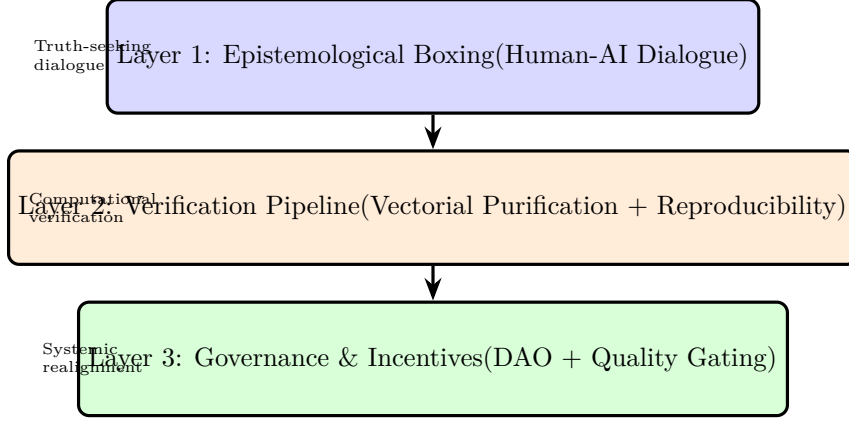 Truth-seeking
dialogue
Layer 1: Epistemological Boxing(Human-AI Dialogue)
Computational
verification
Layer 2: Verification Pipeline(Vectorial Purification + Reproducibility)
Systemic
realignment
Layer 3: Governance & Incentives(DAO + Quality Gating)